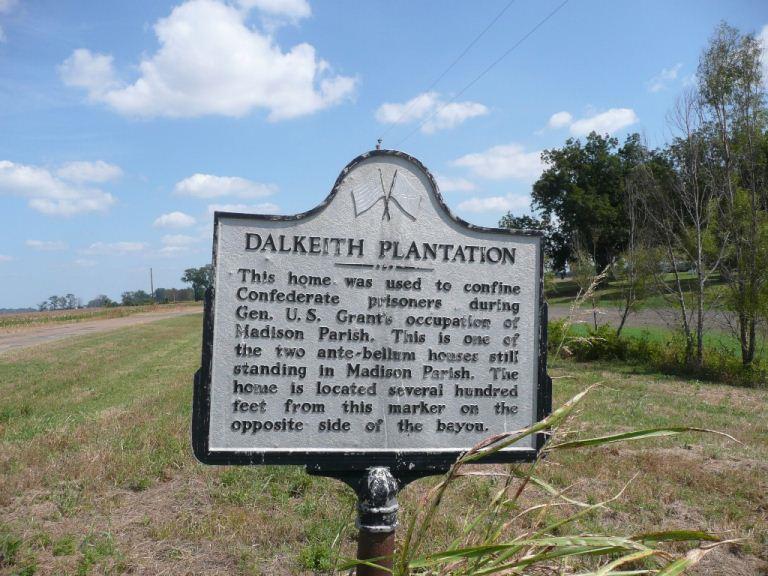 DALKEITH PLANTATION
This home was used to confine
Confederate prisoners during
Gen. U.S. Grant's occupation of
Madison Parish. This is one of
the two ante-bellum houses still
standing in Madison Parish. The
home is located several hundred
feet from this marker on the
opposite side of the bayou.